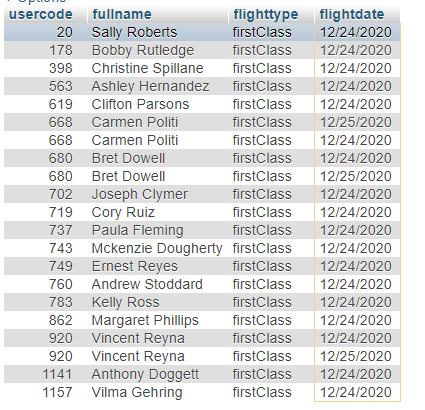 Options
usercode fullname flighttype flightdate
20 Sally Roberts firstClass 12/24/2020
178 Bobby Rutledge firstClass 12/24/2020
398 Christine Spillane firstClass 12/24/2020
563 Ashley Hernandez firstClass 12/24/2020
619 Clifton Parsons firstClass 12/24/2020
668 Carmen Politi firstClass 12/25/2020
668 Carmen Politi firstClass 12/24/2020
680 Bret Dowell firstClass 12/24/2020
680 Bret Dowell firstClass 12/25/2020
702 Joseph Clymer firstClass 12/24/2020
719 Cory Ruiz firstClass 12/24/2020
737 Paula Fleming firstClass 12/24/2020
743 Mckenzie Dougherty firstClass 12/24/2020
749 Ernest Reyes firstClass 12/24/2020
760 Andrew Stoddard firstClass 12/24/2020
783 Kelly Ross firstClass 12/24/2020
862 Margaret Phillips firstClass 12/24/2020
920 Vincent Reyna firstClass 12/24/2020
920 Vincent Reyna firstClass 12/25/2020
1141 Anthony Doggett firstClass 12/24/2020
1157 Vilma Gehring firstClass 12/24/2020